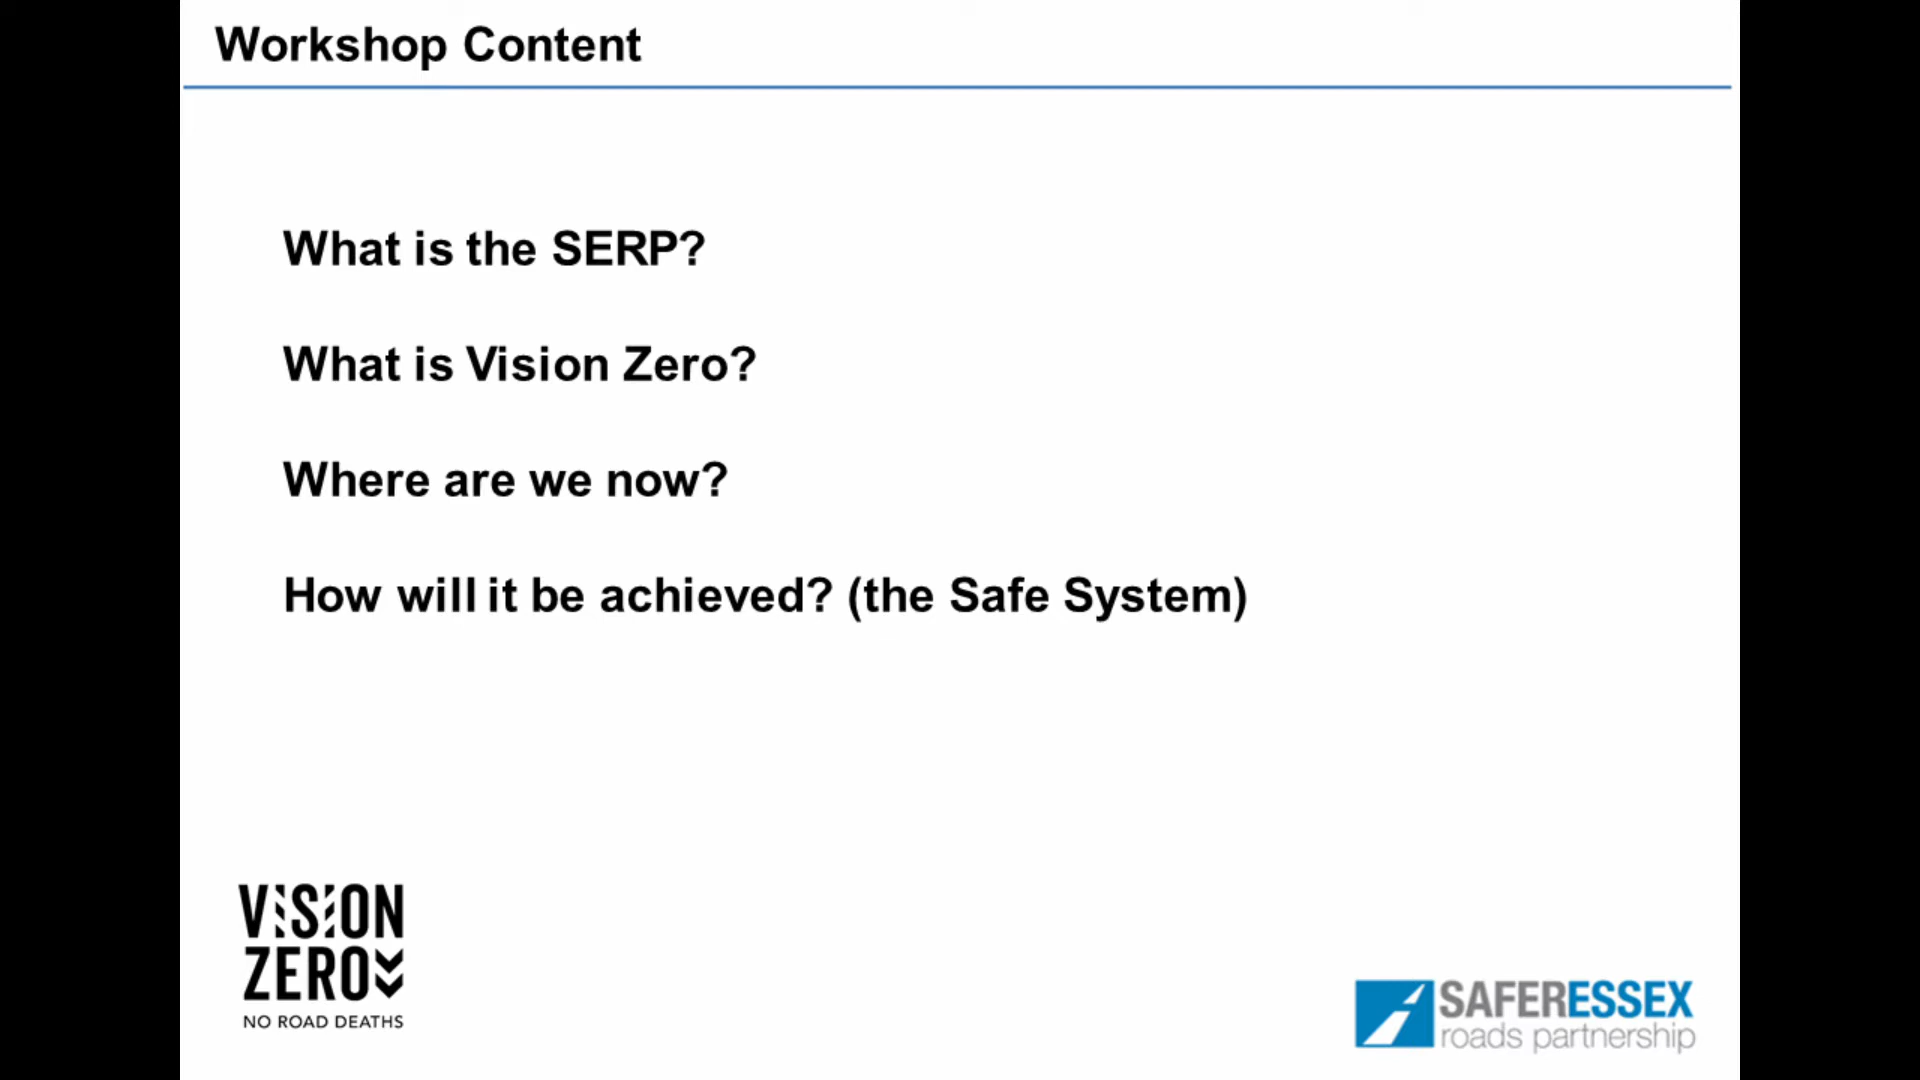 Workshop Content
What is the SERP?
What is Vision Zero?
Where are we now?
How will it be achieved? (the Safe System)
VISION
ZERO
NO ROAD DEATHS
SAFERESSEX
roads partnership